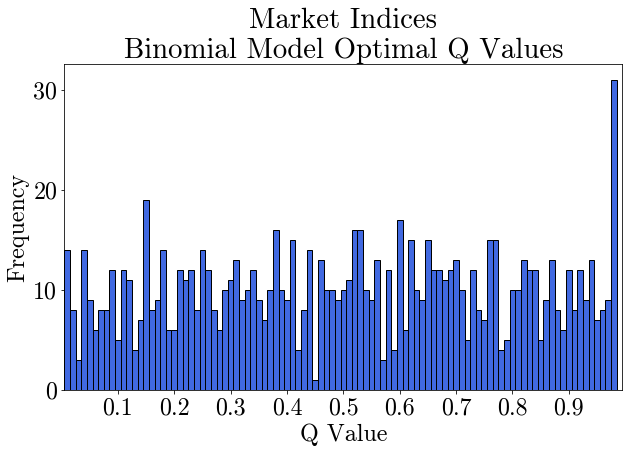 Market Indices
Binomial Model Optimal Q Values
Frequency
30
20
10
0
0.1 0.2 0.3 0.4 0.5 0.6 0.7 0.8 0.9
Q Value